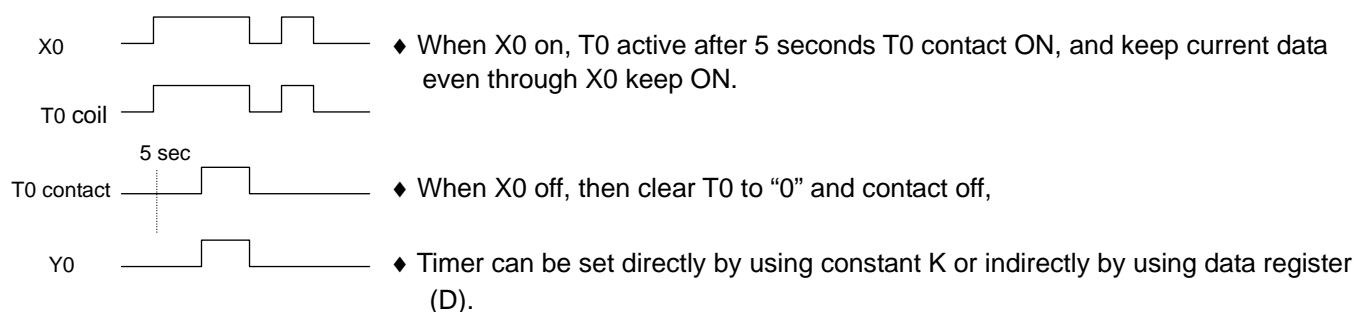 X0
♦ When X0 on, T0 active after 5 seconds T0 contact ON, and keep current data
even through X0 keep ON.
T0 coil
5 sec
T0 contact
♦ When X0 off, then clear T0 to “0” and contact off,
Y0
♦ Timer can be set directly by using constant K or indirectly by using data register
(D).